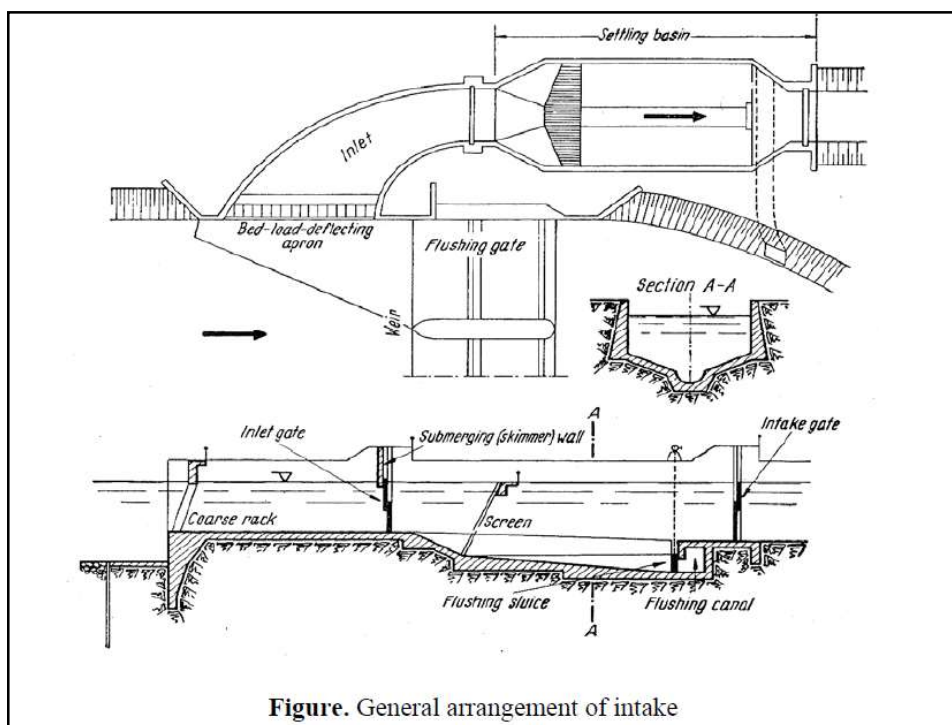 Settling basin
Inlet
Bed-load-deflecting
apron
Flushing gate
Keir
Section A-A
A
Inlet gate
Submerging (skimmer) wall
Intake gate
Coarse rack
Screen
Flushing sluice
Flushing canal
A
Figure. General arrangement of intake